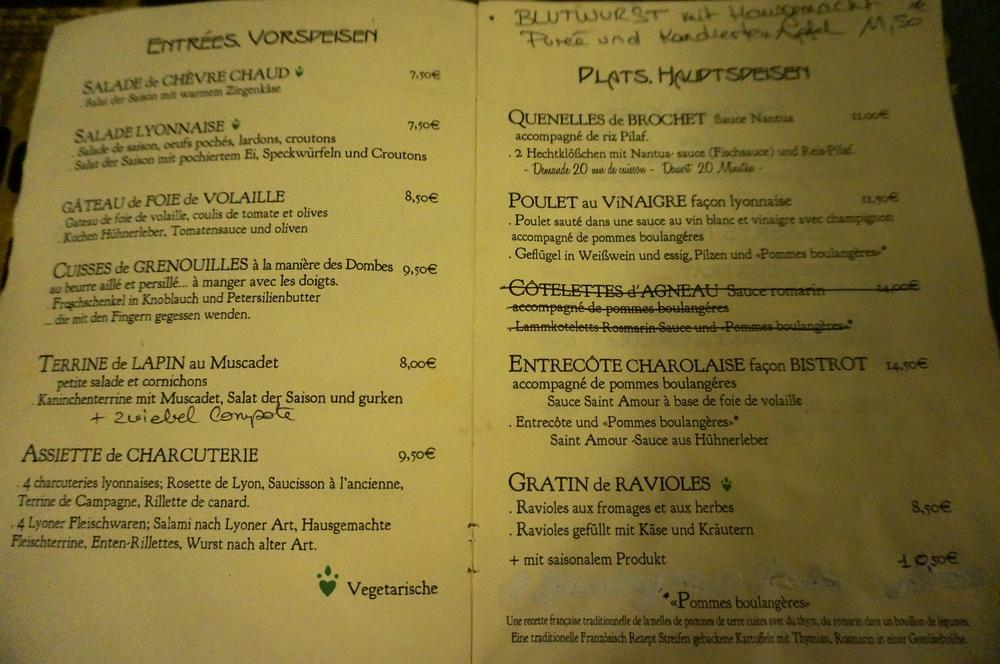 ENTRÉES, VORSPEISEN
SALADE de CHÈVRE CHAUD 7,50€
. Salat der Saison mit warmem Ziegenkäse
SALADE LYONNAISE 7,50€
. Salade de saison, oeufs pochés, lardons, croutons
. Salat der Saison mit pochiertem Ei, Speckwürfeln und Croutons
GÂTEAU de FOIE de VOLAILLE 8,50€
. Gateau de foie de volaille, coulis de tomate et olives
. Kuchen Hühnerleber, Tomatensauce und oliven
CUISSES de GRENOUILLES à la manière des Dombes 9,50€
au beurre aillé et persillé... à manger avec les doigts.
. Froschschenkel in Knoblauch und Petersilienbutter
... die mit den Fingern gegessen wenden.
TERRINE de LAPIN au Muscadet 8,00€
petite salade et cornichons
. Kaninchenterrine mit Muscadet, Salat der Saison und gurken
+ zwiebel Compote
ASSIETTE de CHARCUTERIE 9,50€
. 4 charcuteries lyonnaises; Rosette de Lyon, Saucisson à l'ancienne,
Terrine de Campagne, Rillette de canard.
. 4 Lyoner Fleischwaren; Salami nach Lyoner Art, Hausgemachte
Fleischterrine, Enten-Rillettes, Wurst nach alter Art.
Vegetarische
• BLUTWURST mit Hausgemacht €
Pureé und Kandierten Apfel 11,50
PLATS, HAUPTSPEISEN
QUENELLES de BROCHET Sauce Nantua 11,00€
accompagné de riz Pilaf.
. 2 Hechtklößchen mit Nantua- sauce (Fischsauce) und Reis-Pilaf.
- Demande 20 mn de cuisson - Dauert 20 Minuten -
POULET au VINAIGRE façon lyonnaise 11,50€
. Poulet sauté dans une sauce au vin blanc et vinaigre avec champignon
accompagné de pommes boulangéres
. Geflügel in Weißwein und essig, Pilzen und «Pommes boulangères»*
CÔTELETTES d'AGNEAU Sauce romarin 14,00€
accompagné de pommes boulangéres
. Lammkoteletts Rosmarin-Sauce und «Pommes boulangères»*
ENTRECÔTE CHAROLAISE façon BISTROT 14,50€
accompagné de pommes boulangéres
Sauce Saint Amour à base de foie de volaille
. Entrecôte und «Pommes boulangères»*
Saint Amour -Sauce aus Hühnerleber
GRATIN de RAVIOLES
. Ravioles aux fromages et aux herbes 8,50€
. Ravioles gefüllt mit Käse und Kräutern
+ mit saisonalem Produkt 10,50€
*«Pommes boulangères»
Une recette française traditionnelle de lamelles de pommes de terre cuites avec du thym, du romarin dans un bouillon de légumes.
Eine traditionelle Französisch Rezept Streifen gebackene Kartoffeln mit Thymian, Rosmarin in einer Gemüsebrühe.